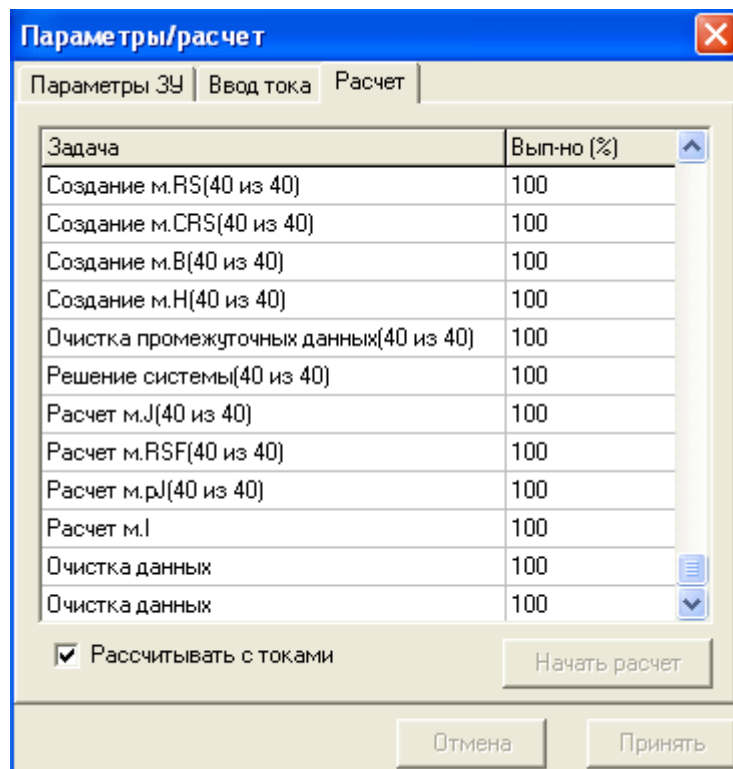 Параметры/расчет
Параметры ЗУ Ввод тока Расчет
Задача Вып-но (%)
Создание м.RS(40 из 40) 100
Создание м.CRS(40 из 40) 100
Создание м.B(40 из 40) 100
Создание м.H(40 из 40) 100
Очистка промежуточных данных(40 из 40) 100
Решение системы(40 из 40) 100
Расчет м.J(40 из 40) 100
Расчет м.RSF(40 из 40) 100
Расчет м.pJ(40 из 40) 100
Расчет м.I 100
Очистка данных 100
Очистка данных 100
Рассчитывать с токами Начать расчет
Отмена Принять